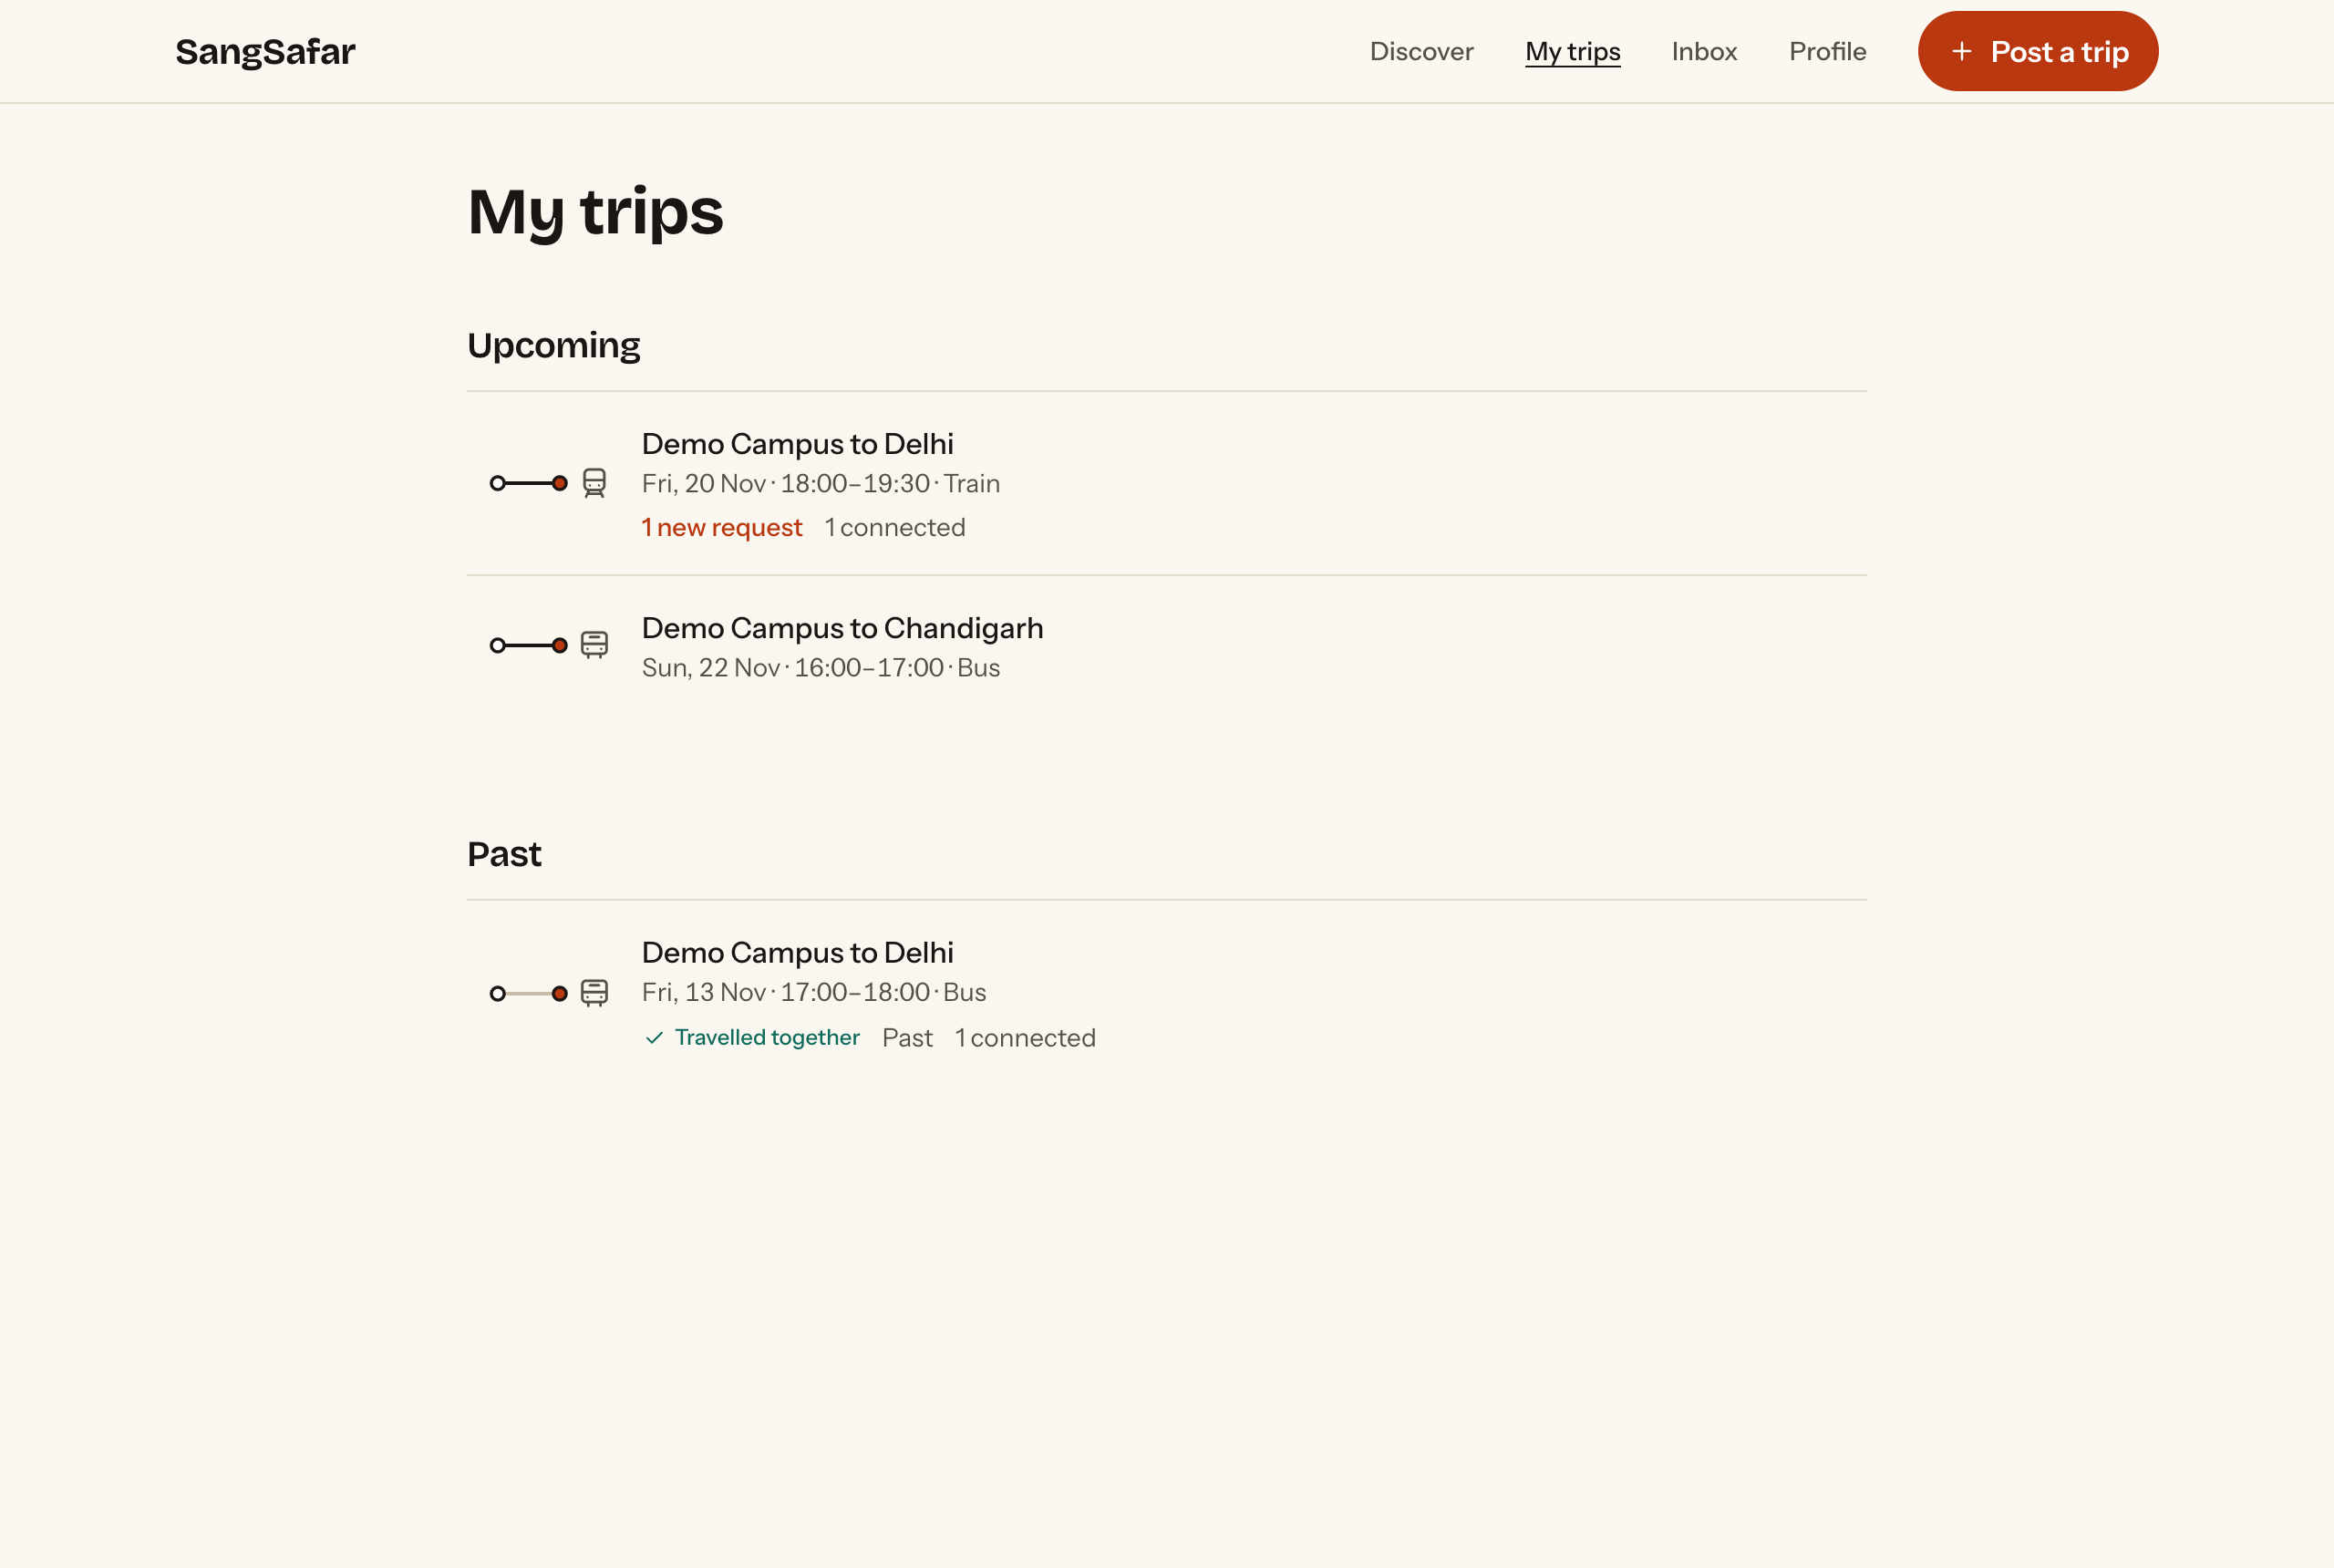 SangSafar
Discover My trips Inbox Profile + Post a trip
My trips
Upcoming
Demo Campus to Delhi
Fri, 20 Nov · 18:00–19:30 · Train
1 new request 1 connected
Demo Campus to Chandigarh
Sun, 22 Nov · 16:00–17:00 · Bus
Past
Demo Campus to Delhi
Fri, 13 Nov · 17:00–18:00 · Bus
Travelled together Past 1 connected